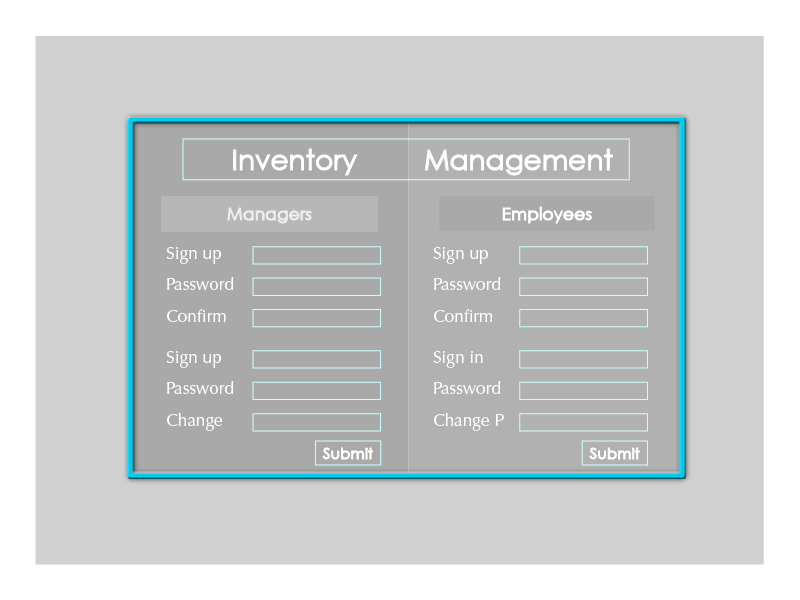 Inventory Management
Managers
Sign up
Password
Confirm
Sign up
Password
Change
Submit
Employees
Sign up
Password
Confirm
Sign in
Password
Change P
Submit